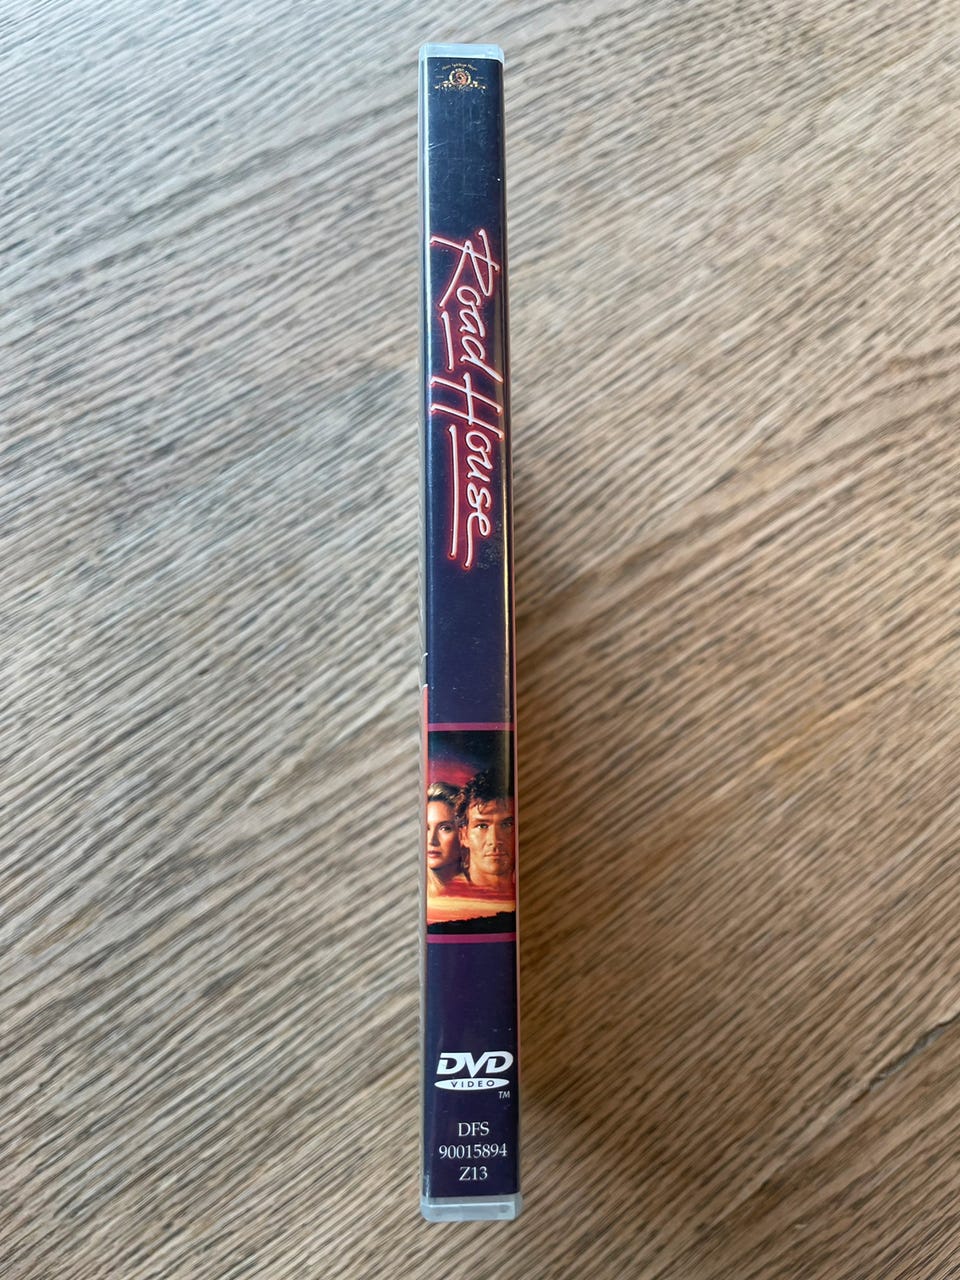 Road House
DVD
VIDEO
TM
DFS
90015894
Z13